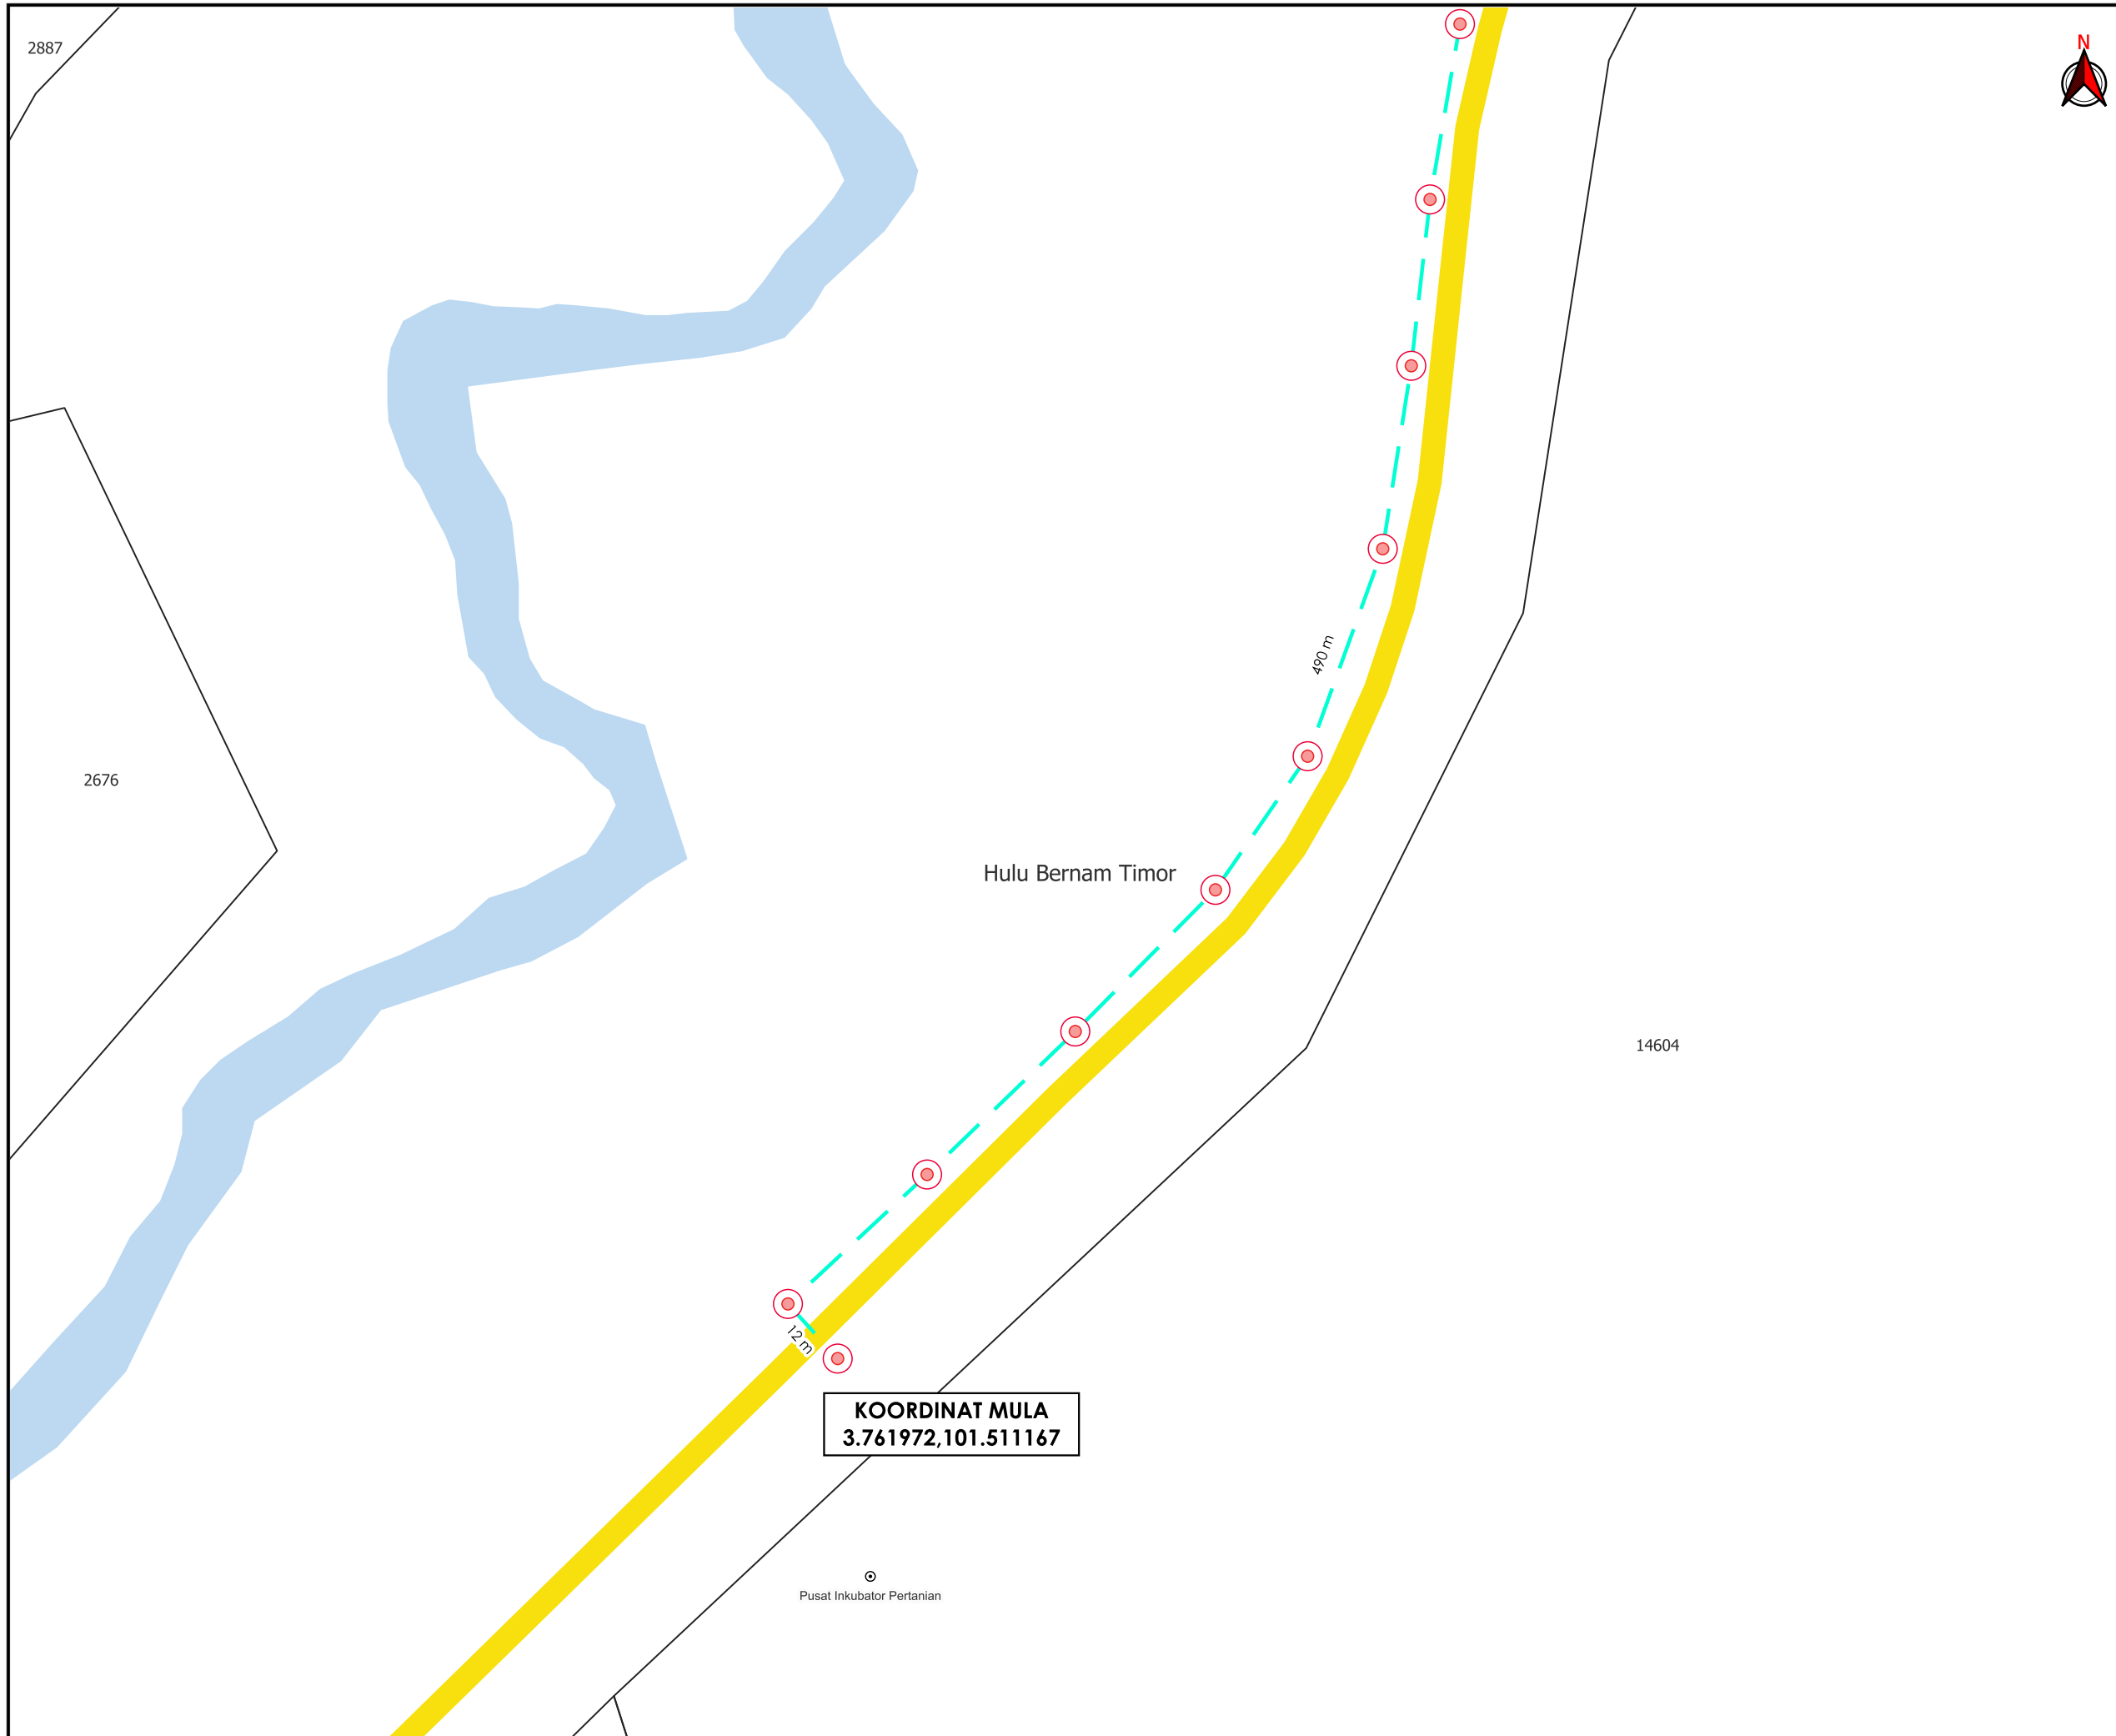 N
2887
490 m
2676
Hulu Bernam Timor
14604
12 m
KOORDINAT MULA
3.761972,101.511167
Pusat Inkubator Pertanian